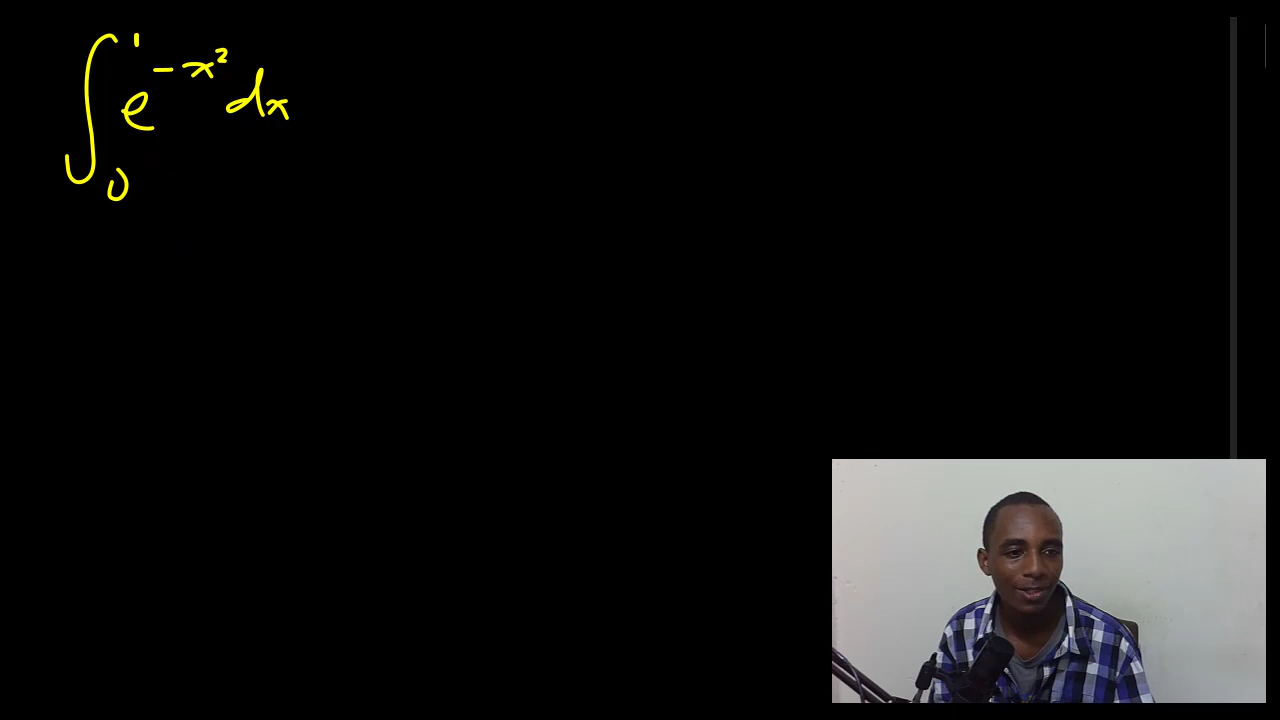 ∫₀¹ e^{-x²} dx